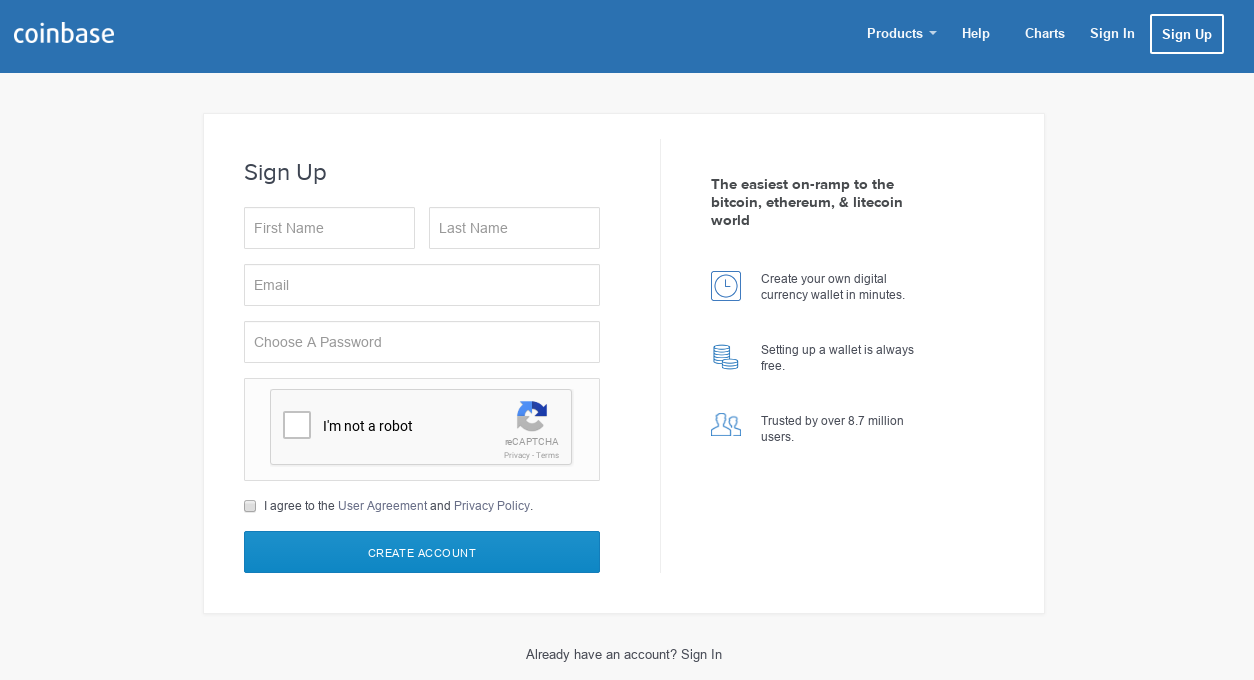 coinbase
Products
Help
Charts
Sign In
Sign Up
Sign Up
First Name
Last Name
Email
Choose A Password
I'm not a robot
reCAPTCHA
Privacy - Terms
I agree to the User Agreement and Privacy Policy.
CREATE ACCOUNT
The easiest on-ramp to the
bitcoin, ethereum, & litecoin
world
Create your own digital
currency wallet in minutes.
Setting up a wallet is always
free.
Trusted by over 8.7 million
users.
Already have an account? Sign In